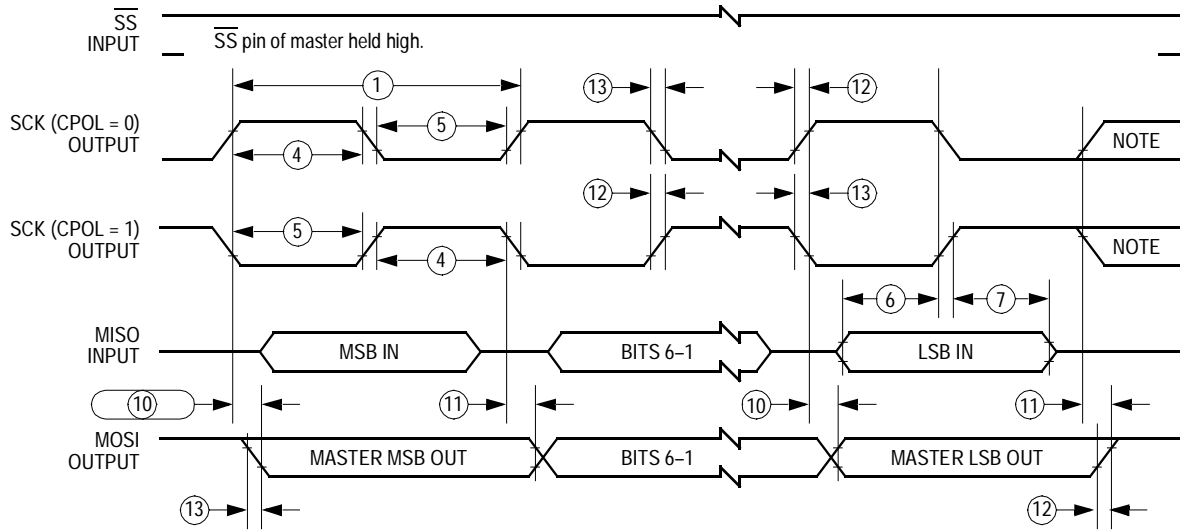 SS
INPUT
SS pin of master held high.
1
13
12
SCK (CPOL = 0)
OUTPUT
5
4
NOTE
12
13
SCK (CPOL = 1)
OUTPUT
5
4
NOTE
6
7
MISO
INPUT
MSB IN
BITS 6–1
LSB IN
10
11
10
11
MOSI
OUTPUT
MASTER MSB OUT
BITS 6–1
MASTER LSB OUT
13
12